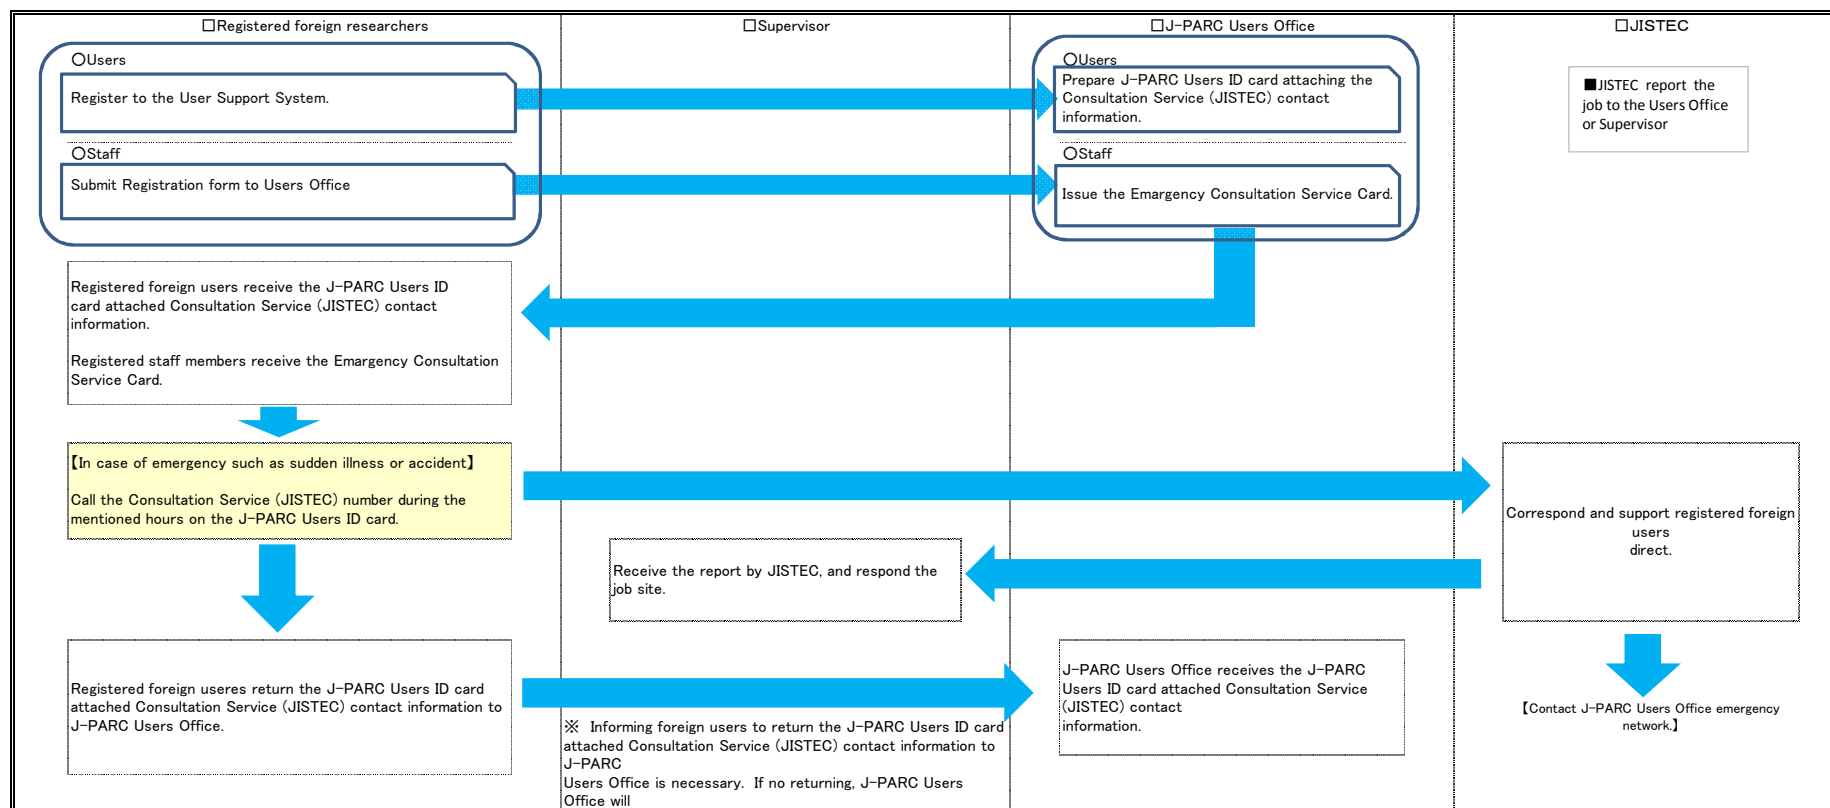 □Registered foreign researchers
□Supervisor
□J-PARC Users Office
□JISTEC
○Users
Register to the User Support System.
○Staff
Submit Registration form to Users Office
○Users
Prepare J-PARC Users ID card attaching the
Consultation Service (JISTEC) contact
information.
○Staff
Issue the Emargency Consultation Service Card.
■JISTEC report the
job to the Users Office
or Supervisor
Registered foreign users receive the J-PARC Users ID
card attached Consultation Service (JISTEC) contact
information.
Registered staff members receive the Emargency Consultation
Service Card.
【In case of emergency such as sudden illness or accident】
Call the Consultation Service (JISTEC) number during the
mentioned hours on the J-PARC Users ID card.
Correspond and support registered foreign
users
direct.
Receive the report by JISTEC, and respond the
job site.
Registered foreign useres return the J-PARC Users ID card
attached Consultation Service (JISTEC) contact information to
J-PARC Users Office.
※ Informing foreign users to return the J-PARC Users ID card
attached Consultation Service (JISTEC) contact information to
J-PARC
Users Office is necessary. If no returning, J-PARC Users
Office will
J-PARC Users Office receives the J-PARC
Users ID card attached Consultation Service
(JISTEC) contact
information.
【Contact J-PARC Users Office emergency
network.】